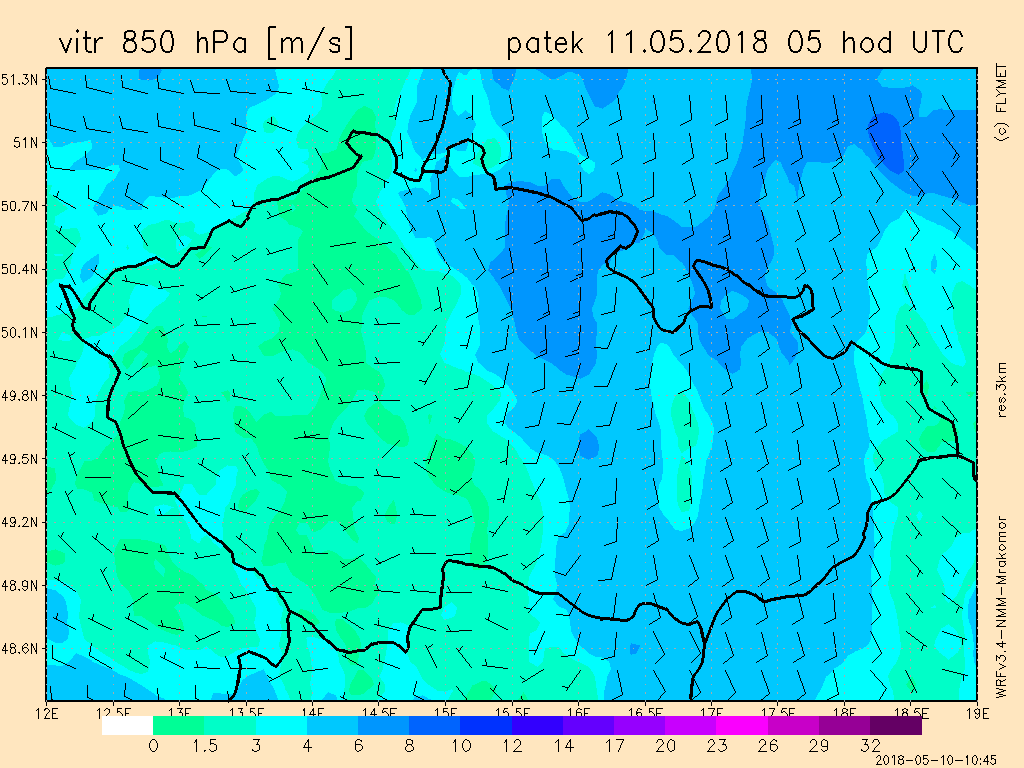 vitr 850 hPa [m/s]
patek 11.05.2018 05 hod UTC
51.3N
51N
50.7N
50.4N
50.1N
49.8N
49.5N
49.2N
48.9N
48.6N
12E 12.5E 13E 13.5E 14E 14.5E 15E 15.5E 16E 16.5E 17E 17.5E 18E 18.5E 19E
0 1.5 3 4 6 8 10 12 14 17 20 23 26 29 32
(c) FLYMET
res.3km
WRFv3.4-NMM-Mrakomor
2018-05-10-10:45